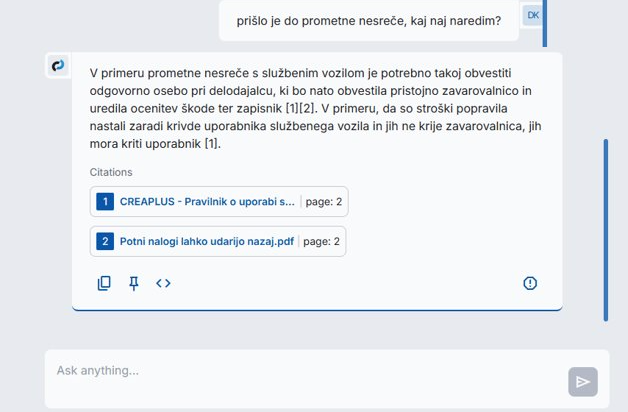 prišlo je do prometne nesreče, kaj naj naredim?
DK
V primeru prometne nesreče s službenim vozilom je potrebno takoj obvestiti
odgovorno osebo pri delodajalcu, ki bo nato obvestila pristojno zavarovalnico in
uredila ocenitev škode ter zapisnik [1][2]. V primeru, da so stroški popravila
nastali zaradi krivde uporabnika službenega vozila in jih ne krije zavarovalnica, jih
mora kriti uporabnik [1].
Citations
1 CREAPLUS - Pravilnik o uporabi s... page: 2
2 Potni nalogi lahko udarijo nazaj.pdf page: 2
Ask anything...